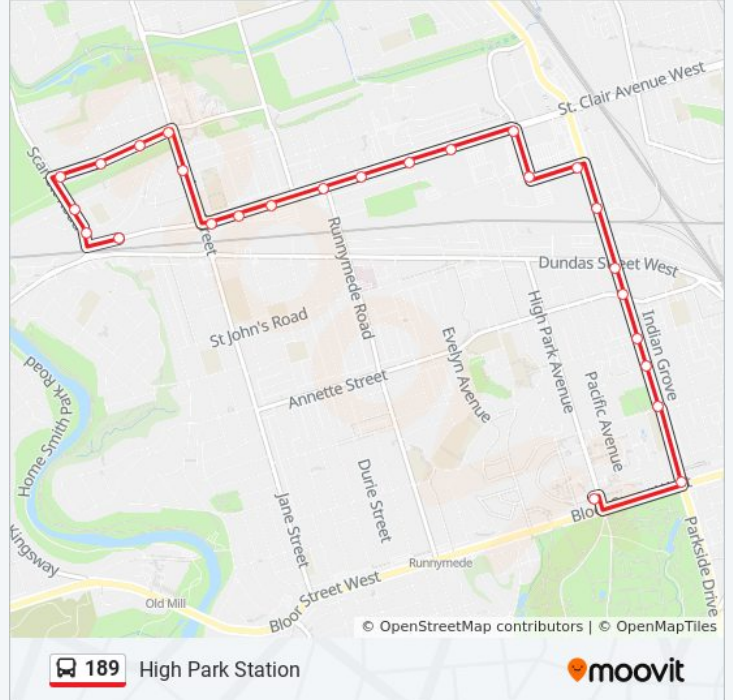 St. Clair Avenue West
Runnymede Road
Dundas Street West
High Park Avenue
Indian Grove
St John's Road
Evelyn Avenue
Annette Street
Pacific Avenue
Home Smith Park Road
Durie Street
Jane Street
Parkside Drive
Kingsway
Runnymede
Old Mill
Bloor Street West
© OpenStreetMap contributors | © OpenMapTiles
189 High Park Station
moovit